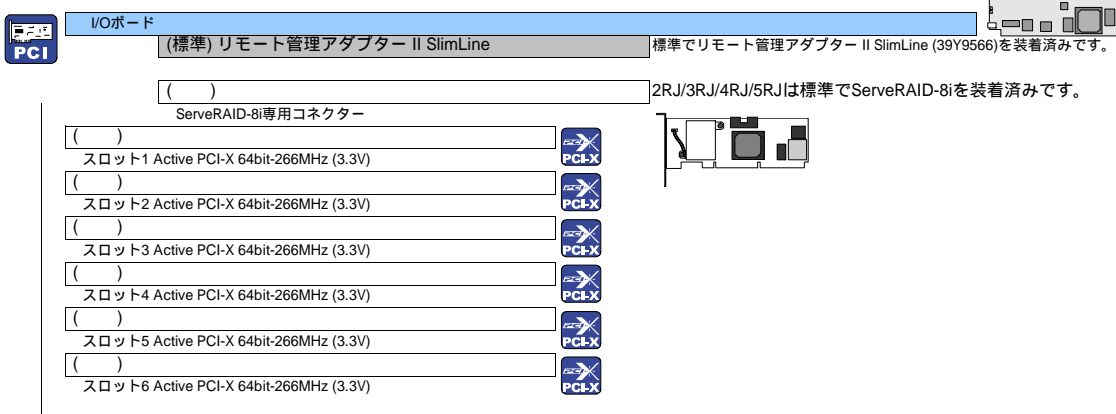 I/Oボード
PCI
(標準) リモート管理アダプター II SlimLine
標準でリモート管理アダプター II SlimLine (39Y9566)を装着済みです。
(　　)
2RJ/3RJ/4RJ/5RJは標準でServeRAID-8iを装着済みです。
ServeRAID-8i専用コネクター
(　　)
スロット1 Active PCI-X 64bit-266MHz (3.3V)
PCI-X
(　　)
スロット2 Active PCI-X 64bit-266MHz (3.3V)
PCI-X
(　　)
スロット3 Active PCI-X 64bit-266MHz (3.3V)
PCI-X
(　　)
スロット4 Active PCI-X 64bit-266MHz (3.3V)
PCI-X
(　　)
スロット5 Active PCI-X 64bit-266MHz (3.3V)
PCI-X
(　　)
スロット6 Active PCI-X 64bit-266MHz (3.3V)
PCI-X